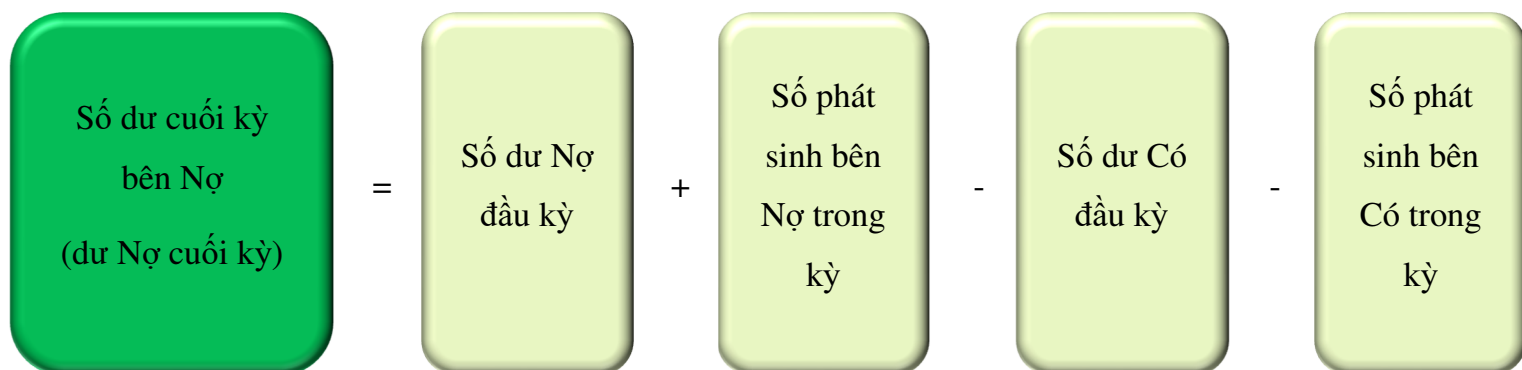 Số dư cuối kỳ
bên Nợ
(dư Nợ cuối kỳ)
=
Số dư Nợ
đầu kỳ
+
Số phát
sinh bên
Nợ trong
kỳ
-
Số dư Có
đầu kỳ
-
Số phát
sinh bên
Có trong
kỳ